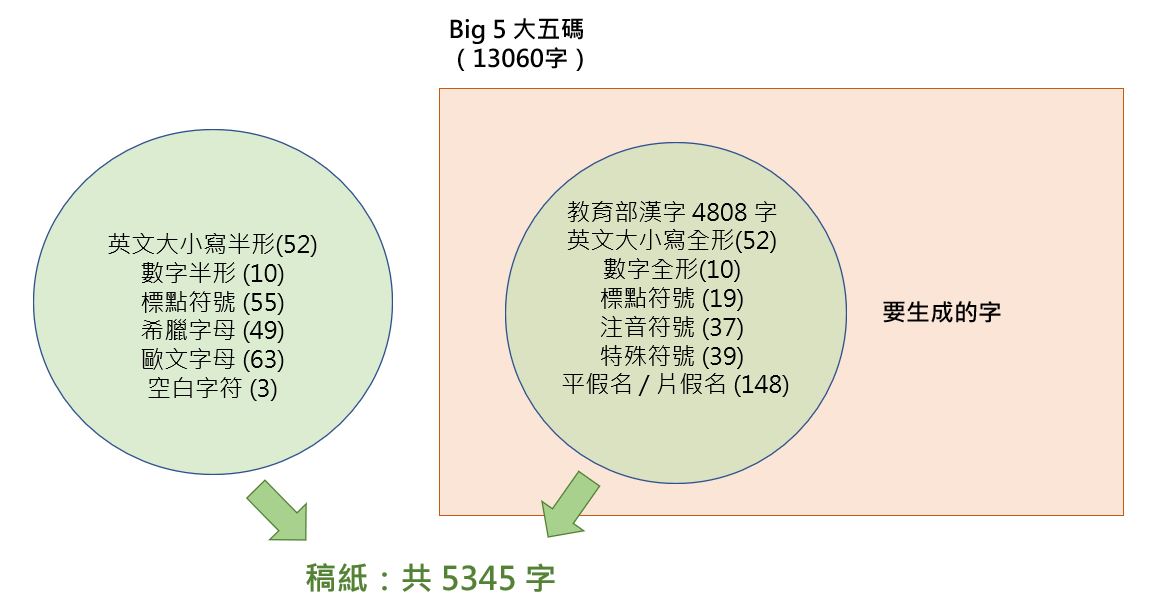 Big 5 大五碼
（13060字）
英文大小寫半形(52)
數字半形 (10)
標點符號 (55)
希臘字母 (49)
歐文字母 (63)
空白字符 (3)
教育部漢字 4808 字
英文大小寫全形(52)
數字全形(10)
標點符號 (19)
注音符號 (37)
特殊符號 (39)
平假名 / 片假名 (148)
要生成的字
稿紙：共 5345 字